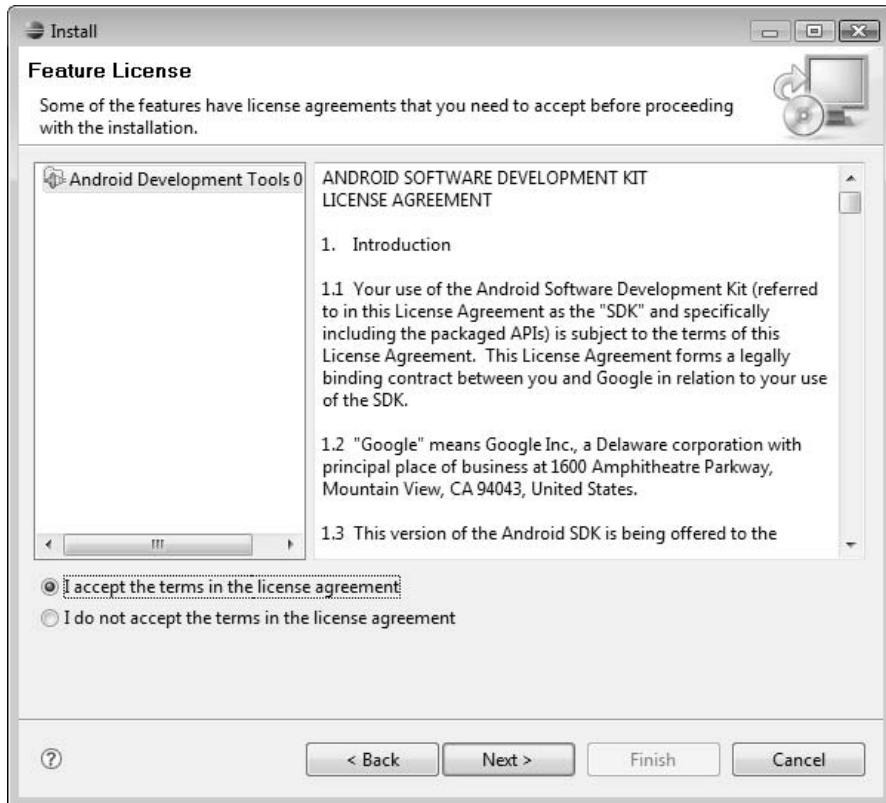 Install
Feature License
Some of the features have license agreements that you need to accept before proceeding
with the installation.
Android Development Tools 0
ANDROID SOFTWARE DEVELOPMENT KIT
LICENSE AGREEMENT
1. Introduction
1.1 Your use of the Android Software Development Kit (referred
to in this License Agreement as the "SDK" and specifically
including the packaged APIs) is subject to the terms of this
License Agreement. This License Agreement forms a legally
binding contract between you and Google in relation to your use
of the SDK.
1.2 "Google" means Google Inc., a Delaware corporation with
principal place of business at 1600 Amphitheatre Parkway,
Mountain View, CA 94043, United States.
1.3 This version of the Android SDK is being offered to the
I accept the terms in the license agreement
I do not accept the terms in the license agreement
?
< Back
Next >
Finish
Cancel